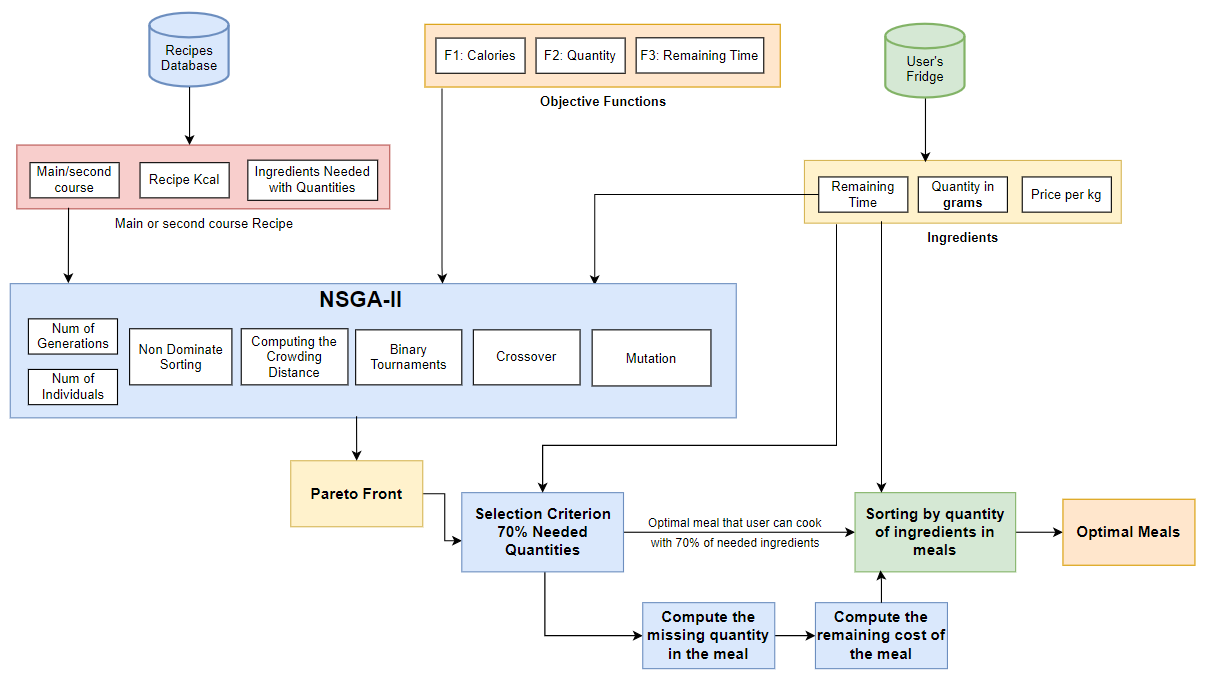 Recipes
Database
F1: Calories
F2: Quantity
F3: Remaining Time
Objective Functions
User's
Fridge
Main/second
course
Recipe Kcal
Ingredients Needed
with Quantities
Main or second course Recipe
Remaining
Time
Quantity in
grams
Price per kg
Ingredients
NSGA-II
Num of
Generations
Num of
Individuals
Non Dominate
Sorting
Computing the
Crowding
Distance
Binary
Tournaments
Crossover
Mutation
Pareto Front
Selection Criterion
70% Needed
Quantities
Optimal meal that user can cook
with 70% of needed ingredients
Sorting by quantity
of ingredients in
meals
Optimal Meals
Compute the
missing quantity
in the meal
Compute the
remaining cost of
the meal